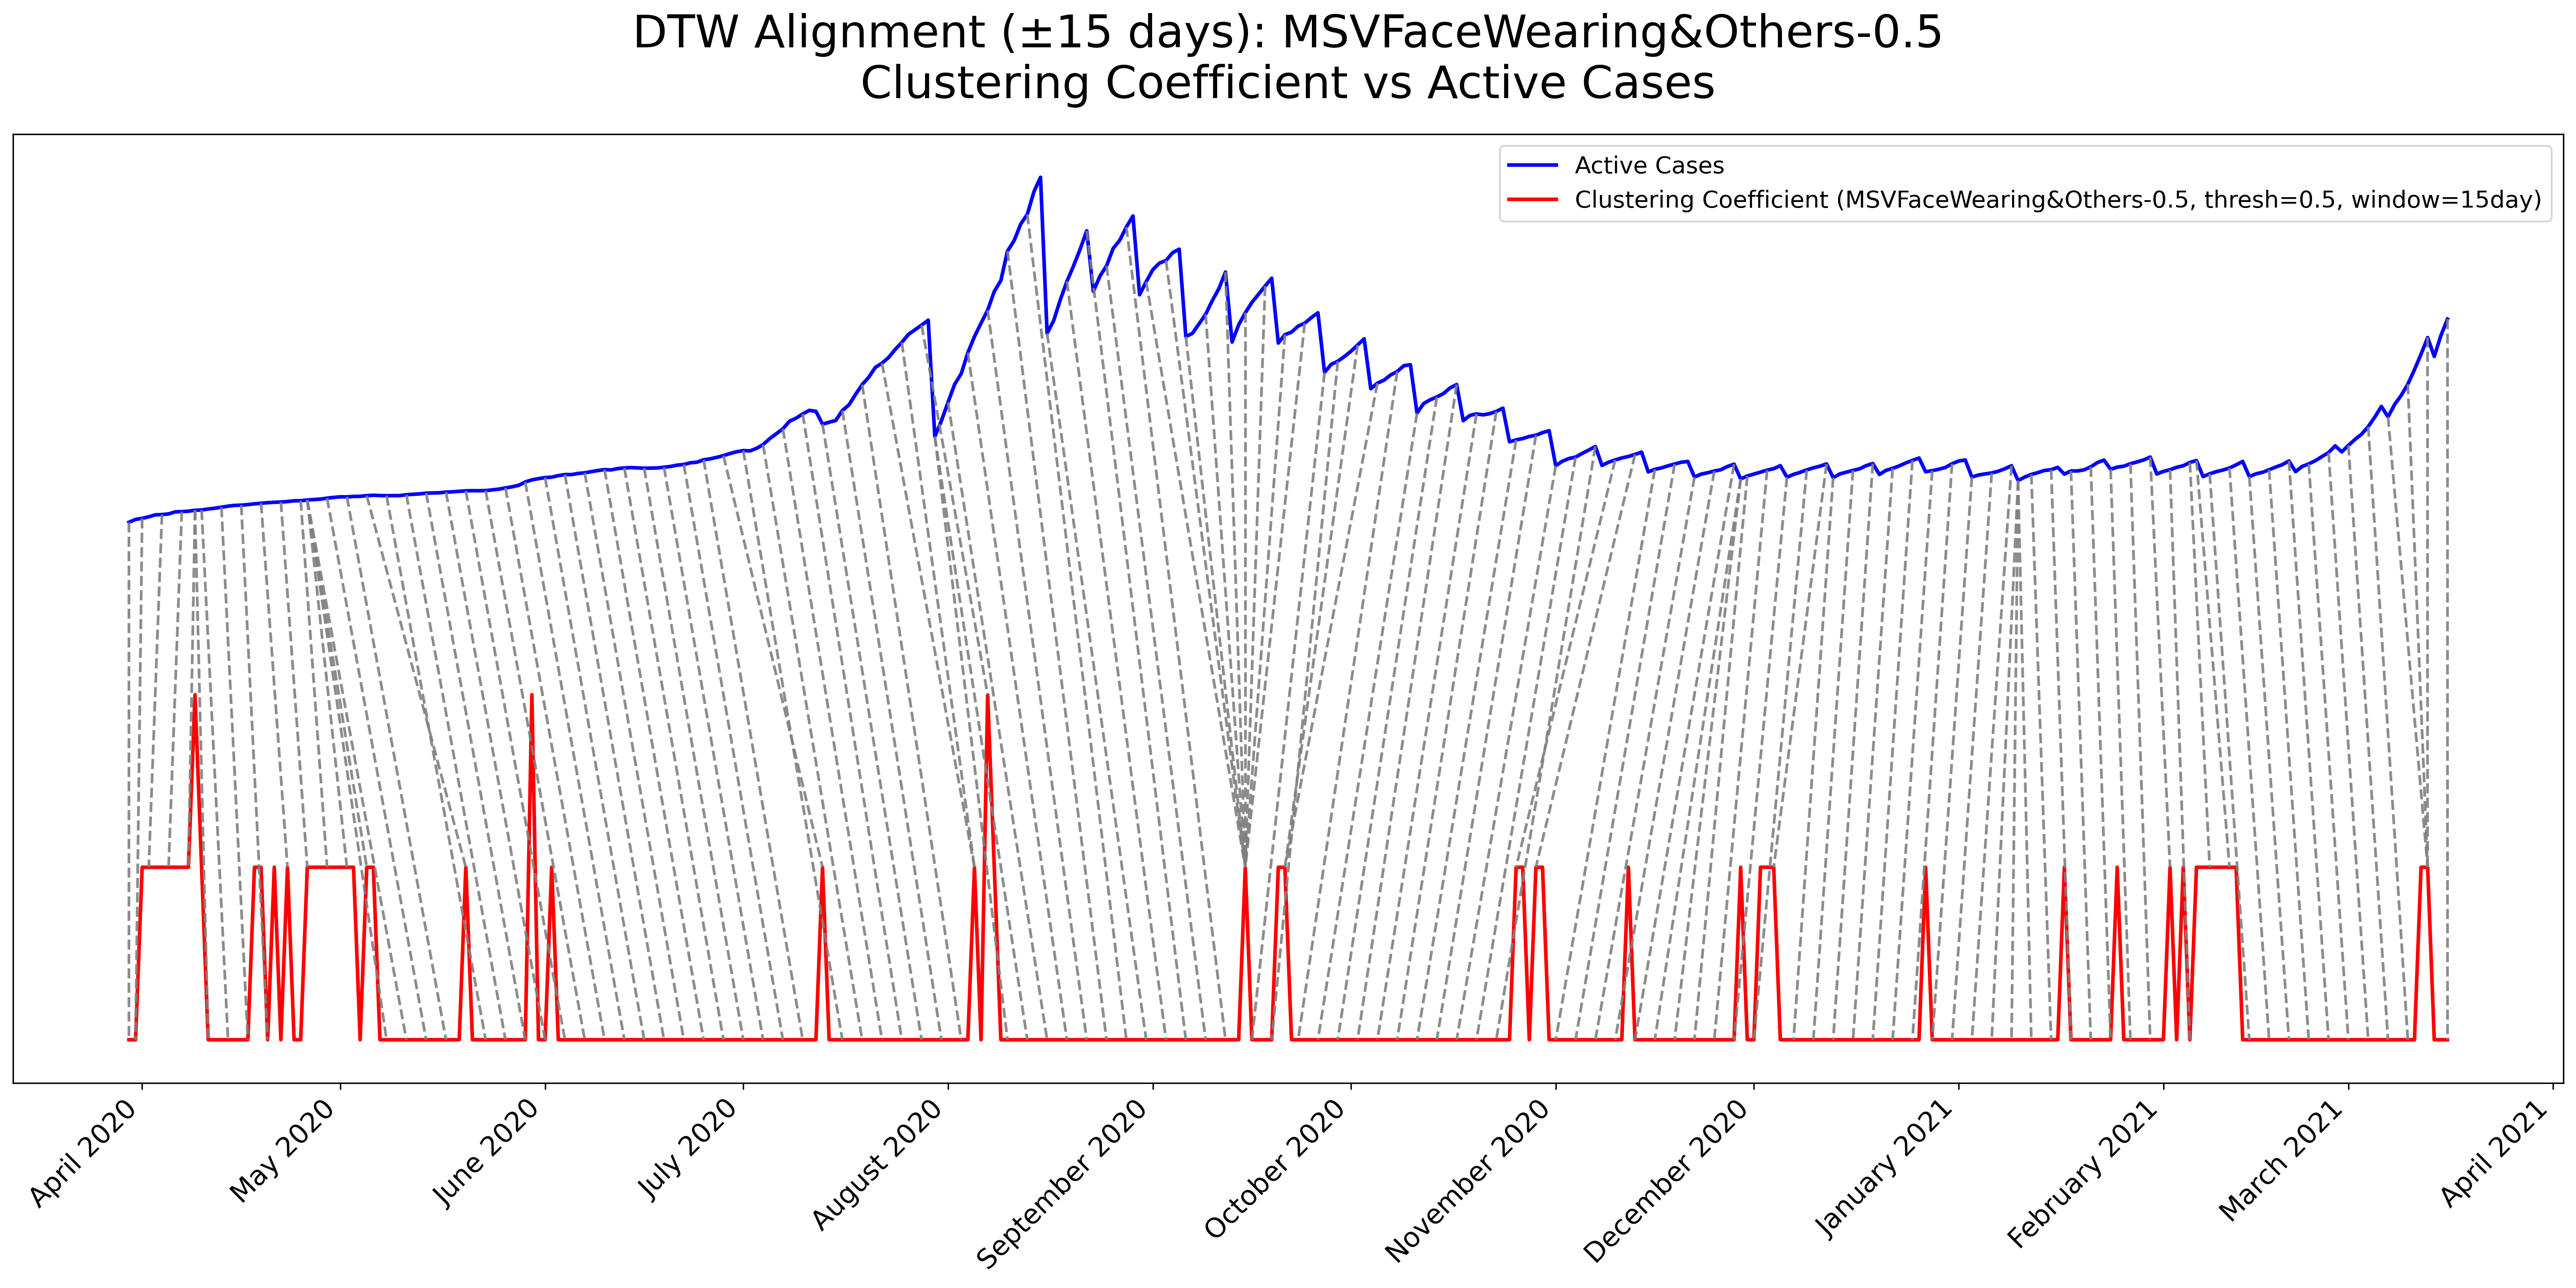 DTW Alignment (±15 days): MSVFaceWearing&Others-0.5
Clustering Coefficient vs Active Cases
Active Cases
Clustering Coefficient (MSVFaceWearing&Others-0.5, thresh=0.5, window=15day)
April 2020
May 2020
June 2020
July 2020
August 2020
September 2020
October 2020
November 2020
December 2020
January 2021
February 2021
March 2021
April 2021